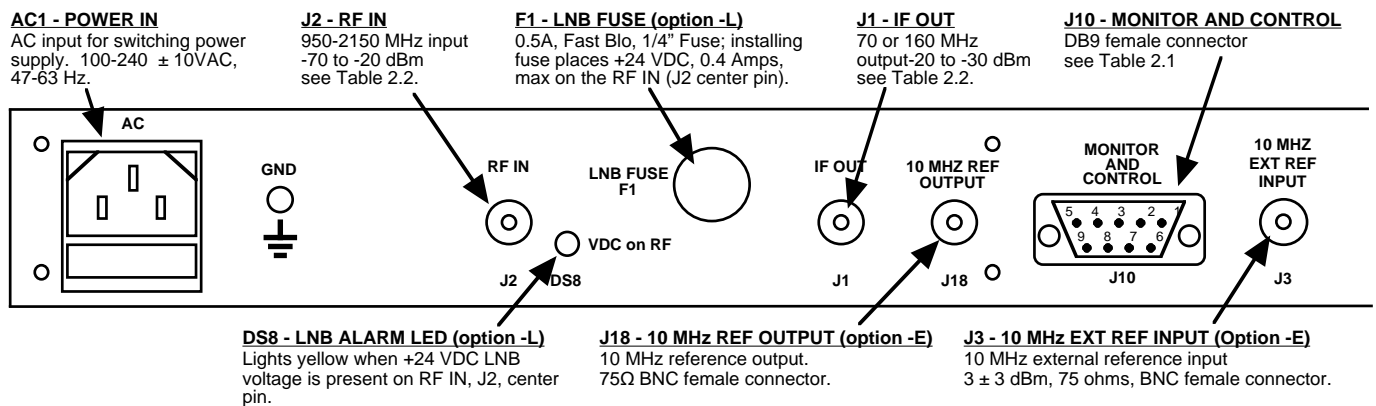 AC1 - POWER IN
AC input for switching power
supply. 100-240 ± 10VAC,
47-63 Hz.
J2 - RF IN
950-2150 MHz input
-70 to -20 dBm
see Table 2.2.
F1 - LNB FUSE (option -L)
0.5A, Fast Blo, 1/4” Fuse; installing
fuse places +24 VDC, 0.4 Amps,
max on the RF IN (J2 center pin).
J1 - IF OUT
70 or 160 MHz
output-20 to -30 dBm
see Table 2.2.
J10 - MONITOR AND CONTROL
DB9 female connector
see Table 2.1
AC
GND
RF IN
J2
VDC on RF
DS8
LNB FUSE
F1
IF OUT
J1
10 MHZ REF
OUTPUT
J18
MONITOR
AND
CONTROL
5 4 3 2 1
9 8 7 6
J10
10 MHZ
EXT REF
INPUT
J3
DS8 - LNB ALARM LED (option -L)
Lights yellow when +24 VDC LNB
voltage is present on RF IN, J2, center
pin.
J18 - 10 MHz REF OUTPUT (option -E)
10 MHz reference output.
75Ω BNC female connector.
J3 - 10 MHz EXT REF INPUT (Option -E)
10 MHz external reference input
3 ± 3 dBm, 75 ohms, BNC female connector.